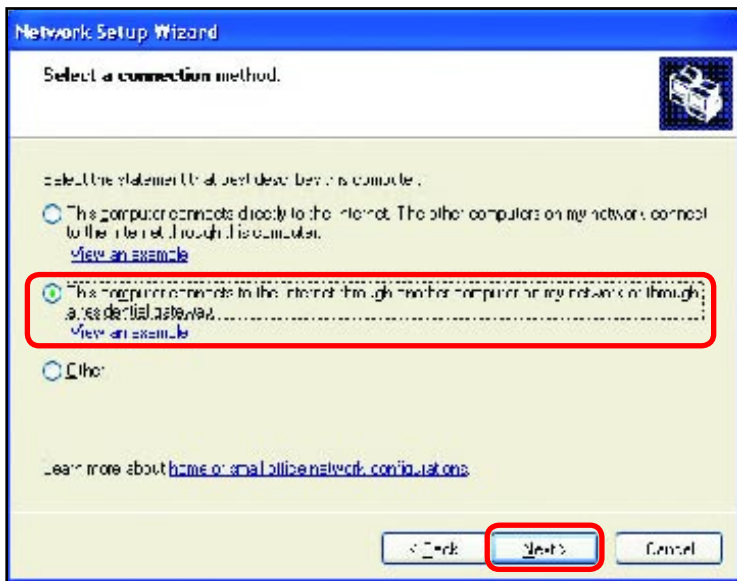 Network Setup Wizard
Select a connection method.
Select the statement that best describes this computer:
This computer connects directly to the Internet. The other computers on my network connect
to the Internet through this computer.
View an example
This computer connects to the Internet through another computer on my network or through
a residential gateway.
View an example
Other
Learn more about home or small office network configurations.
< Back
Next >
Cancel